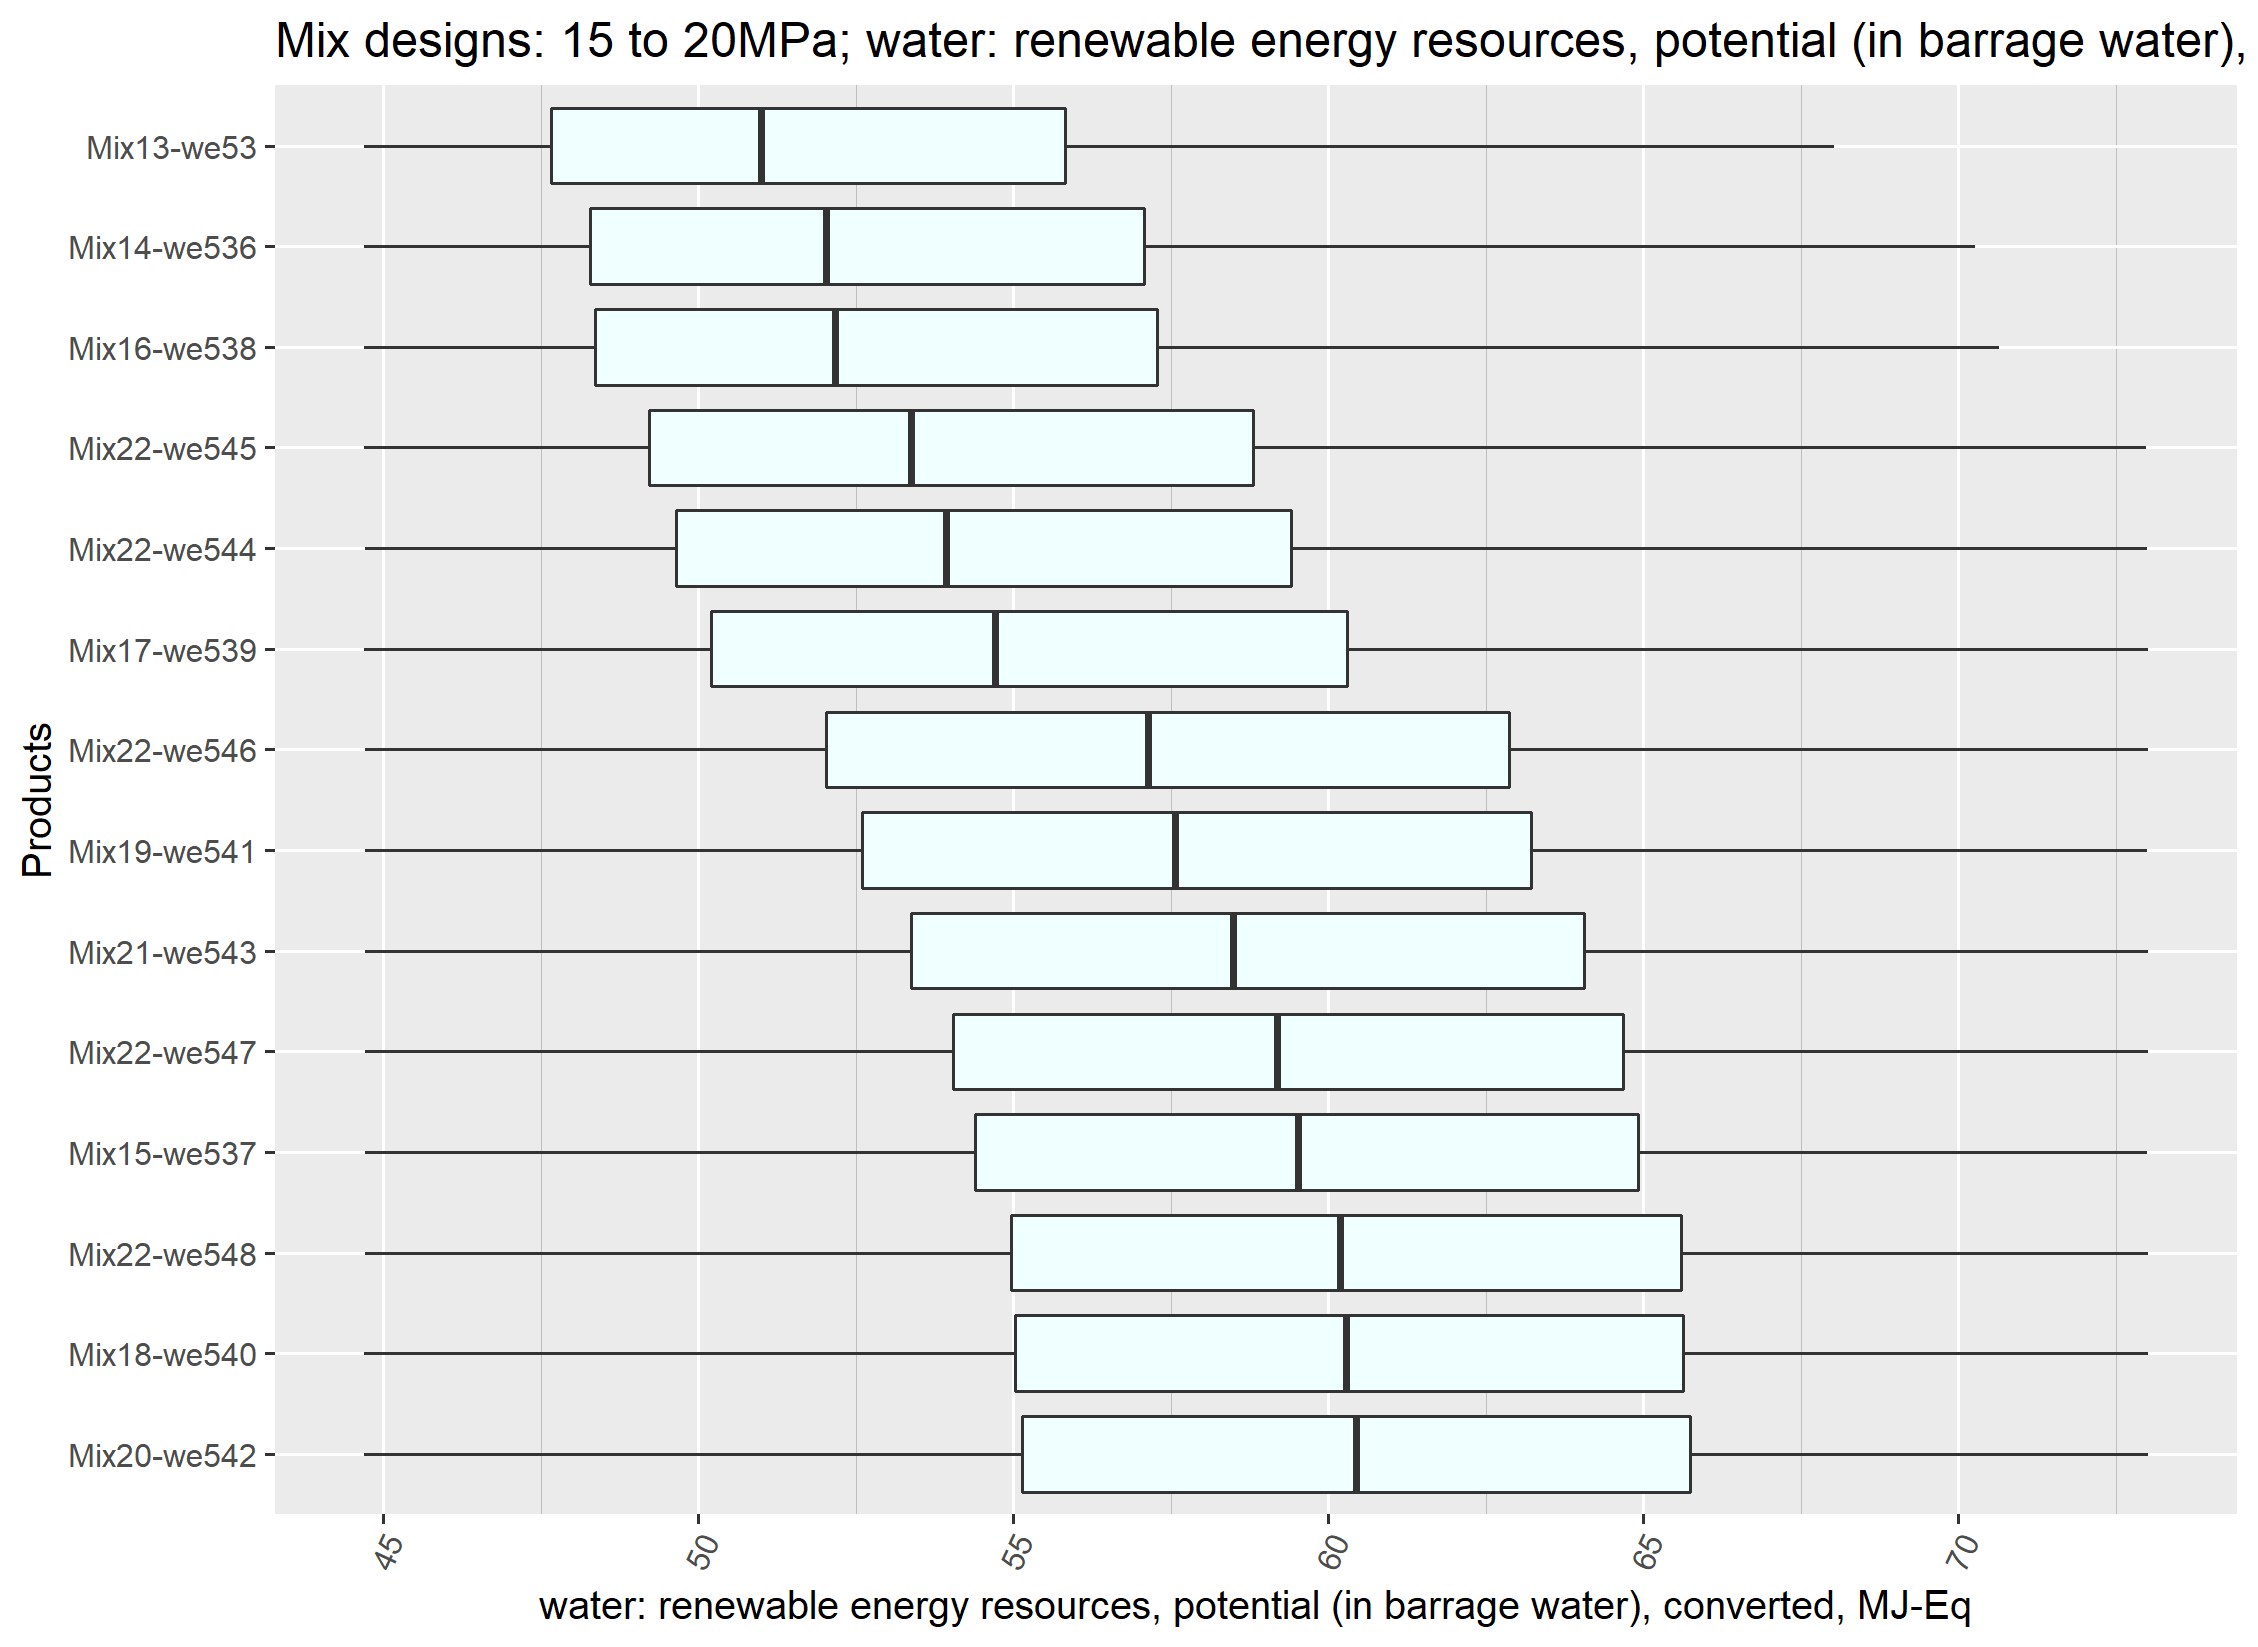 Mix designs: 15 to 20MPa; water: renewable energy resources, potential (in barrage water),
Mix13-we53
Mix14-we536
Mix16-we538
Mix22-we545
Mix22-we544
Mix17-we539
Mix22-we546
Mix19-we541
Mix21-we543
Mix22-we547
Mix15-we537
Mix22-we548
Mix18-we540
Mix20-we542
Products
45 50 55 60 65 70
water: renewable energy resources, potential (in barrage water), converted, MJ-Eq